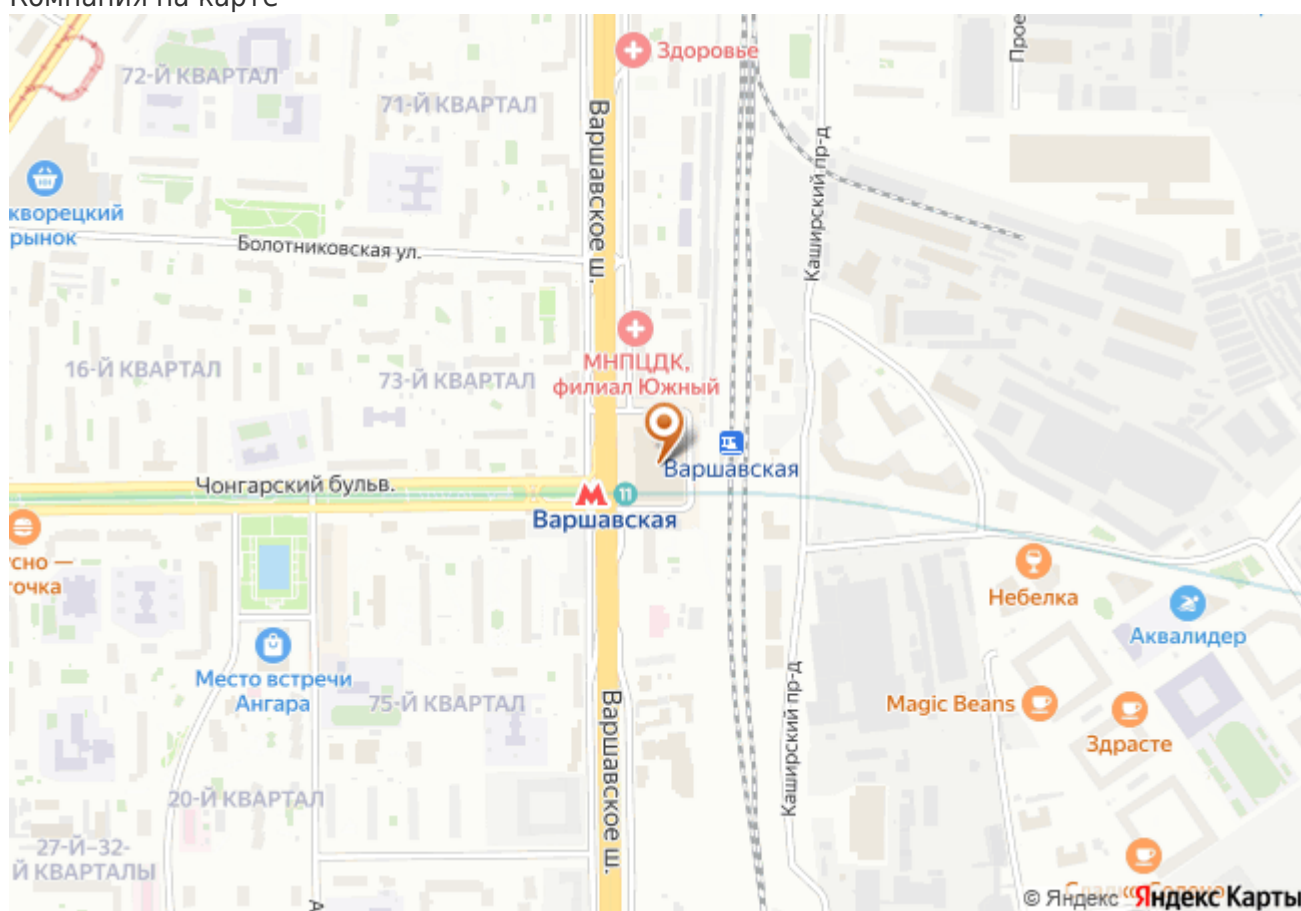 Компания на карте
Здоровье
72-Й КВАРТАЛ
71-Й КВАРТАЛ
Варшавское ш.
Каширский пр-д
Прое
кворецкий
рынок
Болотниковская ул.
МНПЦДК,
филиал Южный
16-Й КВАРТАЛ
73-Й КВАРТАЛ
Варшавская
Чонгарский бульв.
11
Варшавская
сно —
точка
Небелка
Аквалидер
Место встречи
Ангара
75-Й КВАРТАЛ
Варшавское ш.
Каширский пр-д
Magic Beans
Здрасте
20-Й КВАРТАЛ
27-Й–32-
Й КВАРТАЛЫ
А
© Яндекс Яндекс Карты